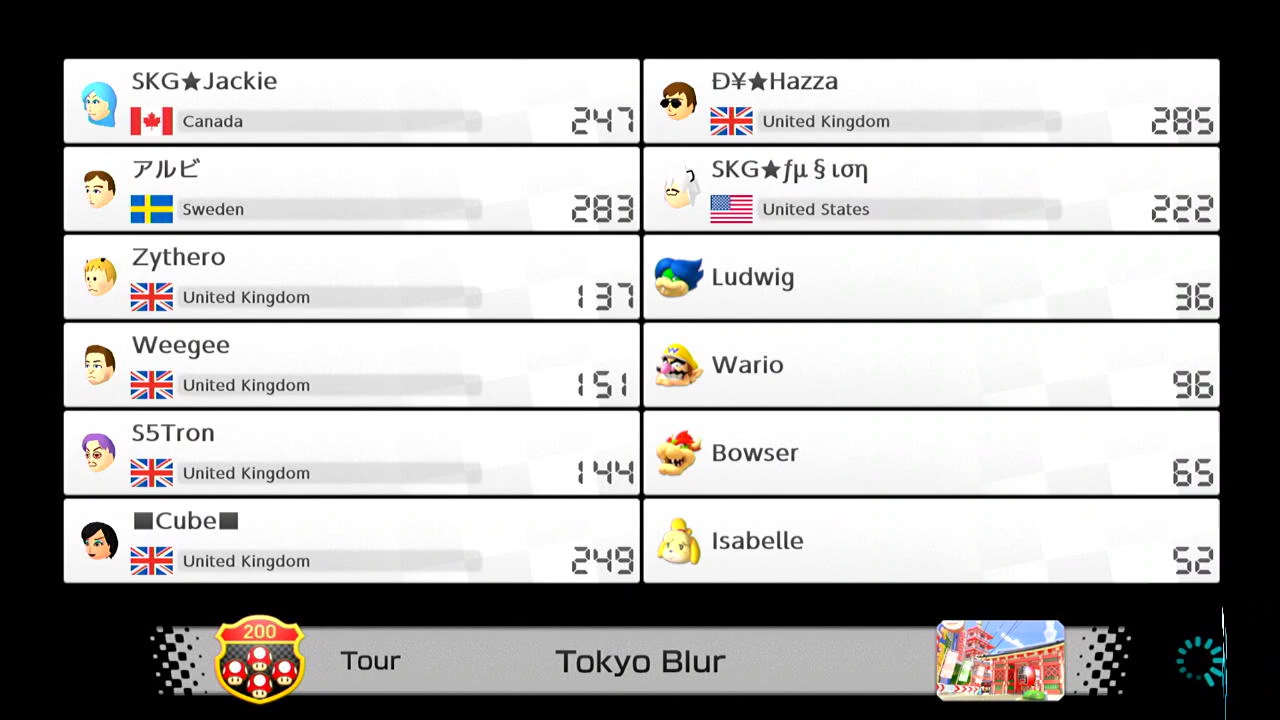 SKG★Jackie
Canada
247
アルビ
Sweden
283
Zythero
United Kingdom
137
Weegee
United Kingdom
151
S5Tron
United Kingdom
144
■Cube■
United Kingdom
249
Ð¥★Hazza
United Kingdom
285
SKG★ƒµ§ιση
United States
222
Ludwig
36
Wario
96
Bowser
65
Isabelle
52
200
Tour
Tokyo Blur